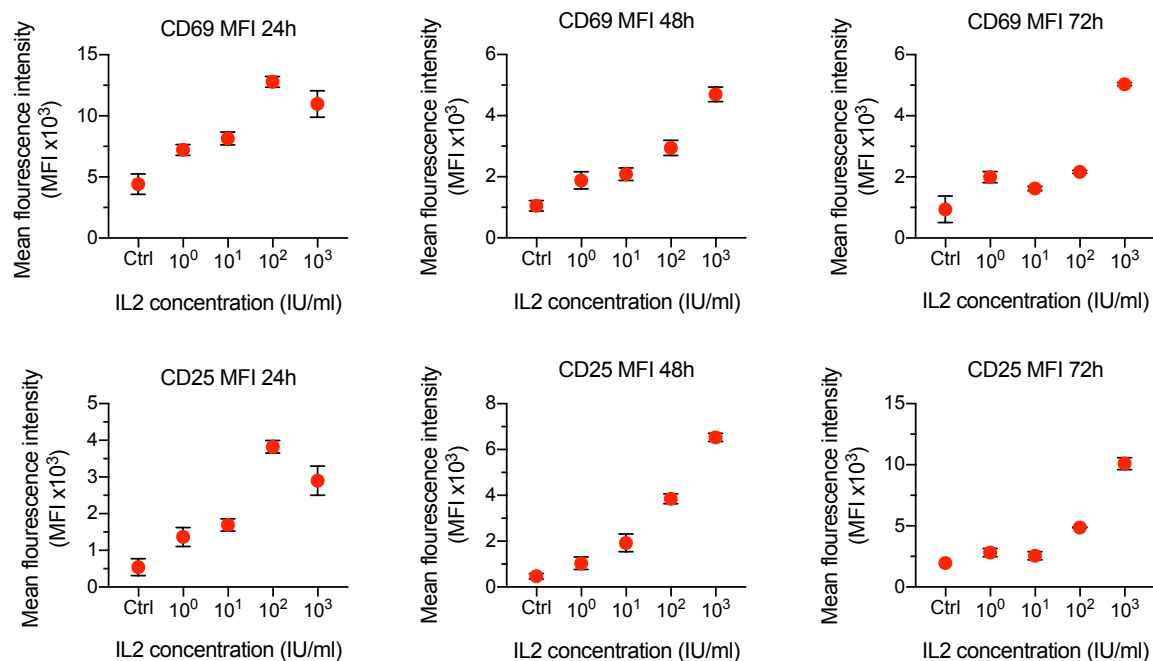 CD69 MFI 24h
Mean flourescence intensity
(MFI x10³)
15
10
5
0
Ctrl 10⁰ 10¹ 10² 10³
IL2 concentration (IU/ml)
CD69 MFI 48h
Mean flourescence intensity
(MFI x10³)
6
4
2
0
Ctrl 10⁰ 10¹ 10² 10³
IL2 concentration (IU/ml)
CD69 MFI 72h
Mean flourescence intensity
(MFI x10³)
6
4
2
0
Ctrl 10⁰ 10¹ 10² 10³
IL2 concentration (IU/ml)
CD25 MFI 24h
Mean flourescence intensity
(MFI x10³)
5
4
3
2
1
0
Ctrl 10⁰ 10¹ 10² 10³
IL2 concentration (IU/ml)
CD25 MFI 48h
Mean flourescence intensity
(MFI x10³)
8
6
4
2
0
Ctrl 10⁰ 10¹ 10² 10³
IL2 concentration (IU/ml)
CD25 MFI 72h
Mean flourescence intensity
(MFI x10³)
15
10
5
0
Ctrl 10⁰ 10¹ 10² 10³
IL2 concentration (IU/ml)